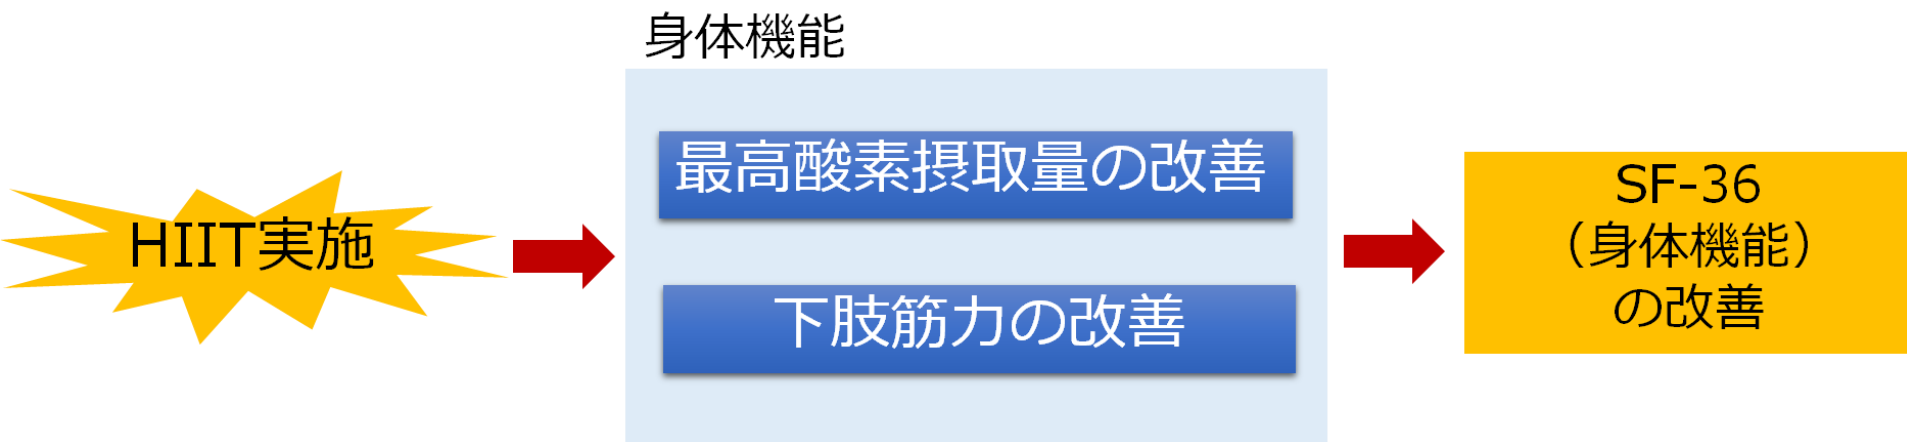 身体機能
最高酸素摂取量の改善
下肢筋力の改善
HIIT実施
SF-36
（身体機能）
の改善